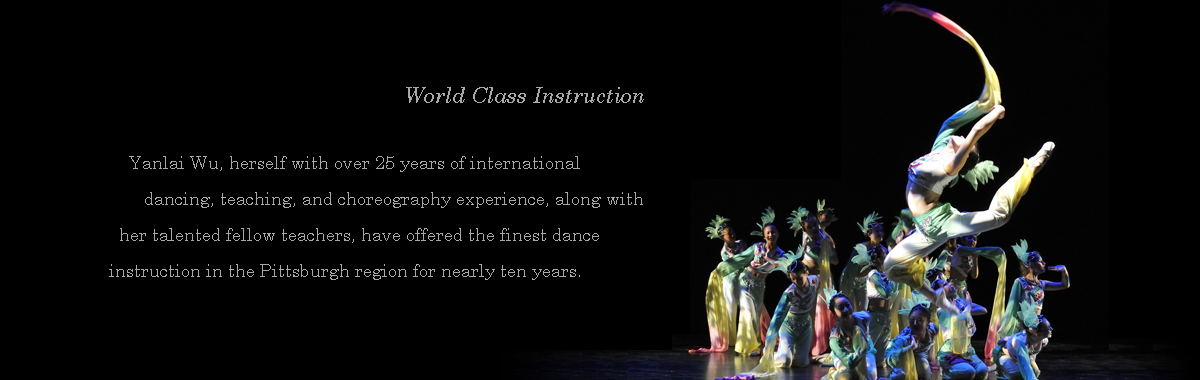 World Class Instruction
Yanlai Wu, herself with over 25 years of international
dancing, teaching, and choreography experience, along with
her talented fellow teachers, have offered the finest dance
instruction in the Pittsburgh region for nearly ten years.